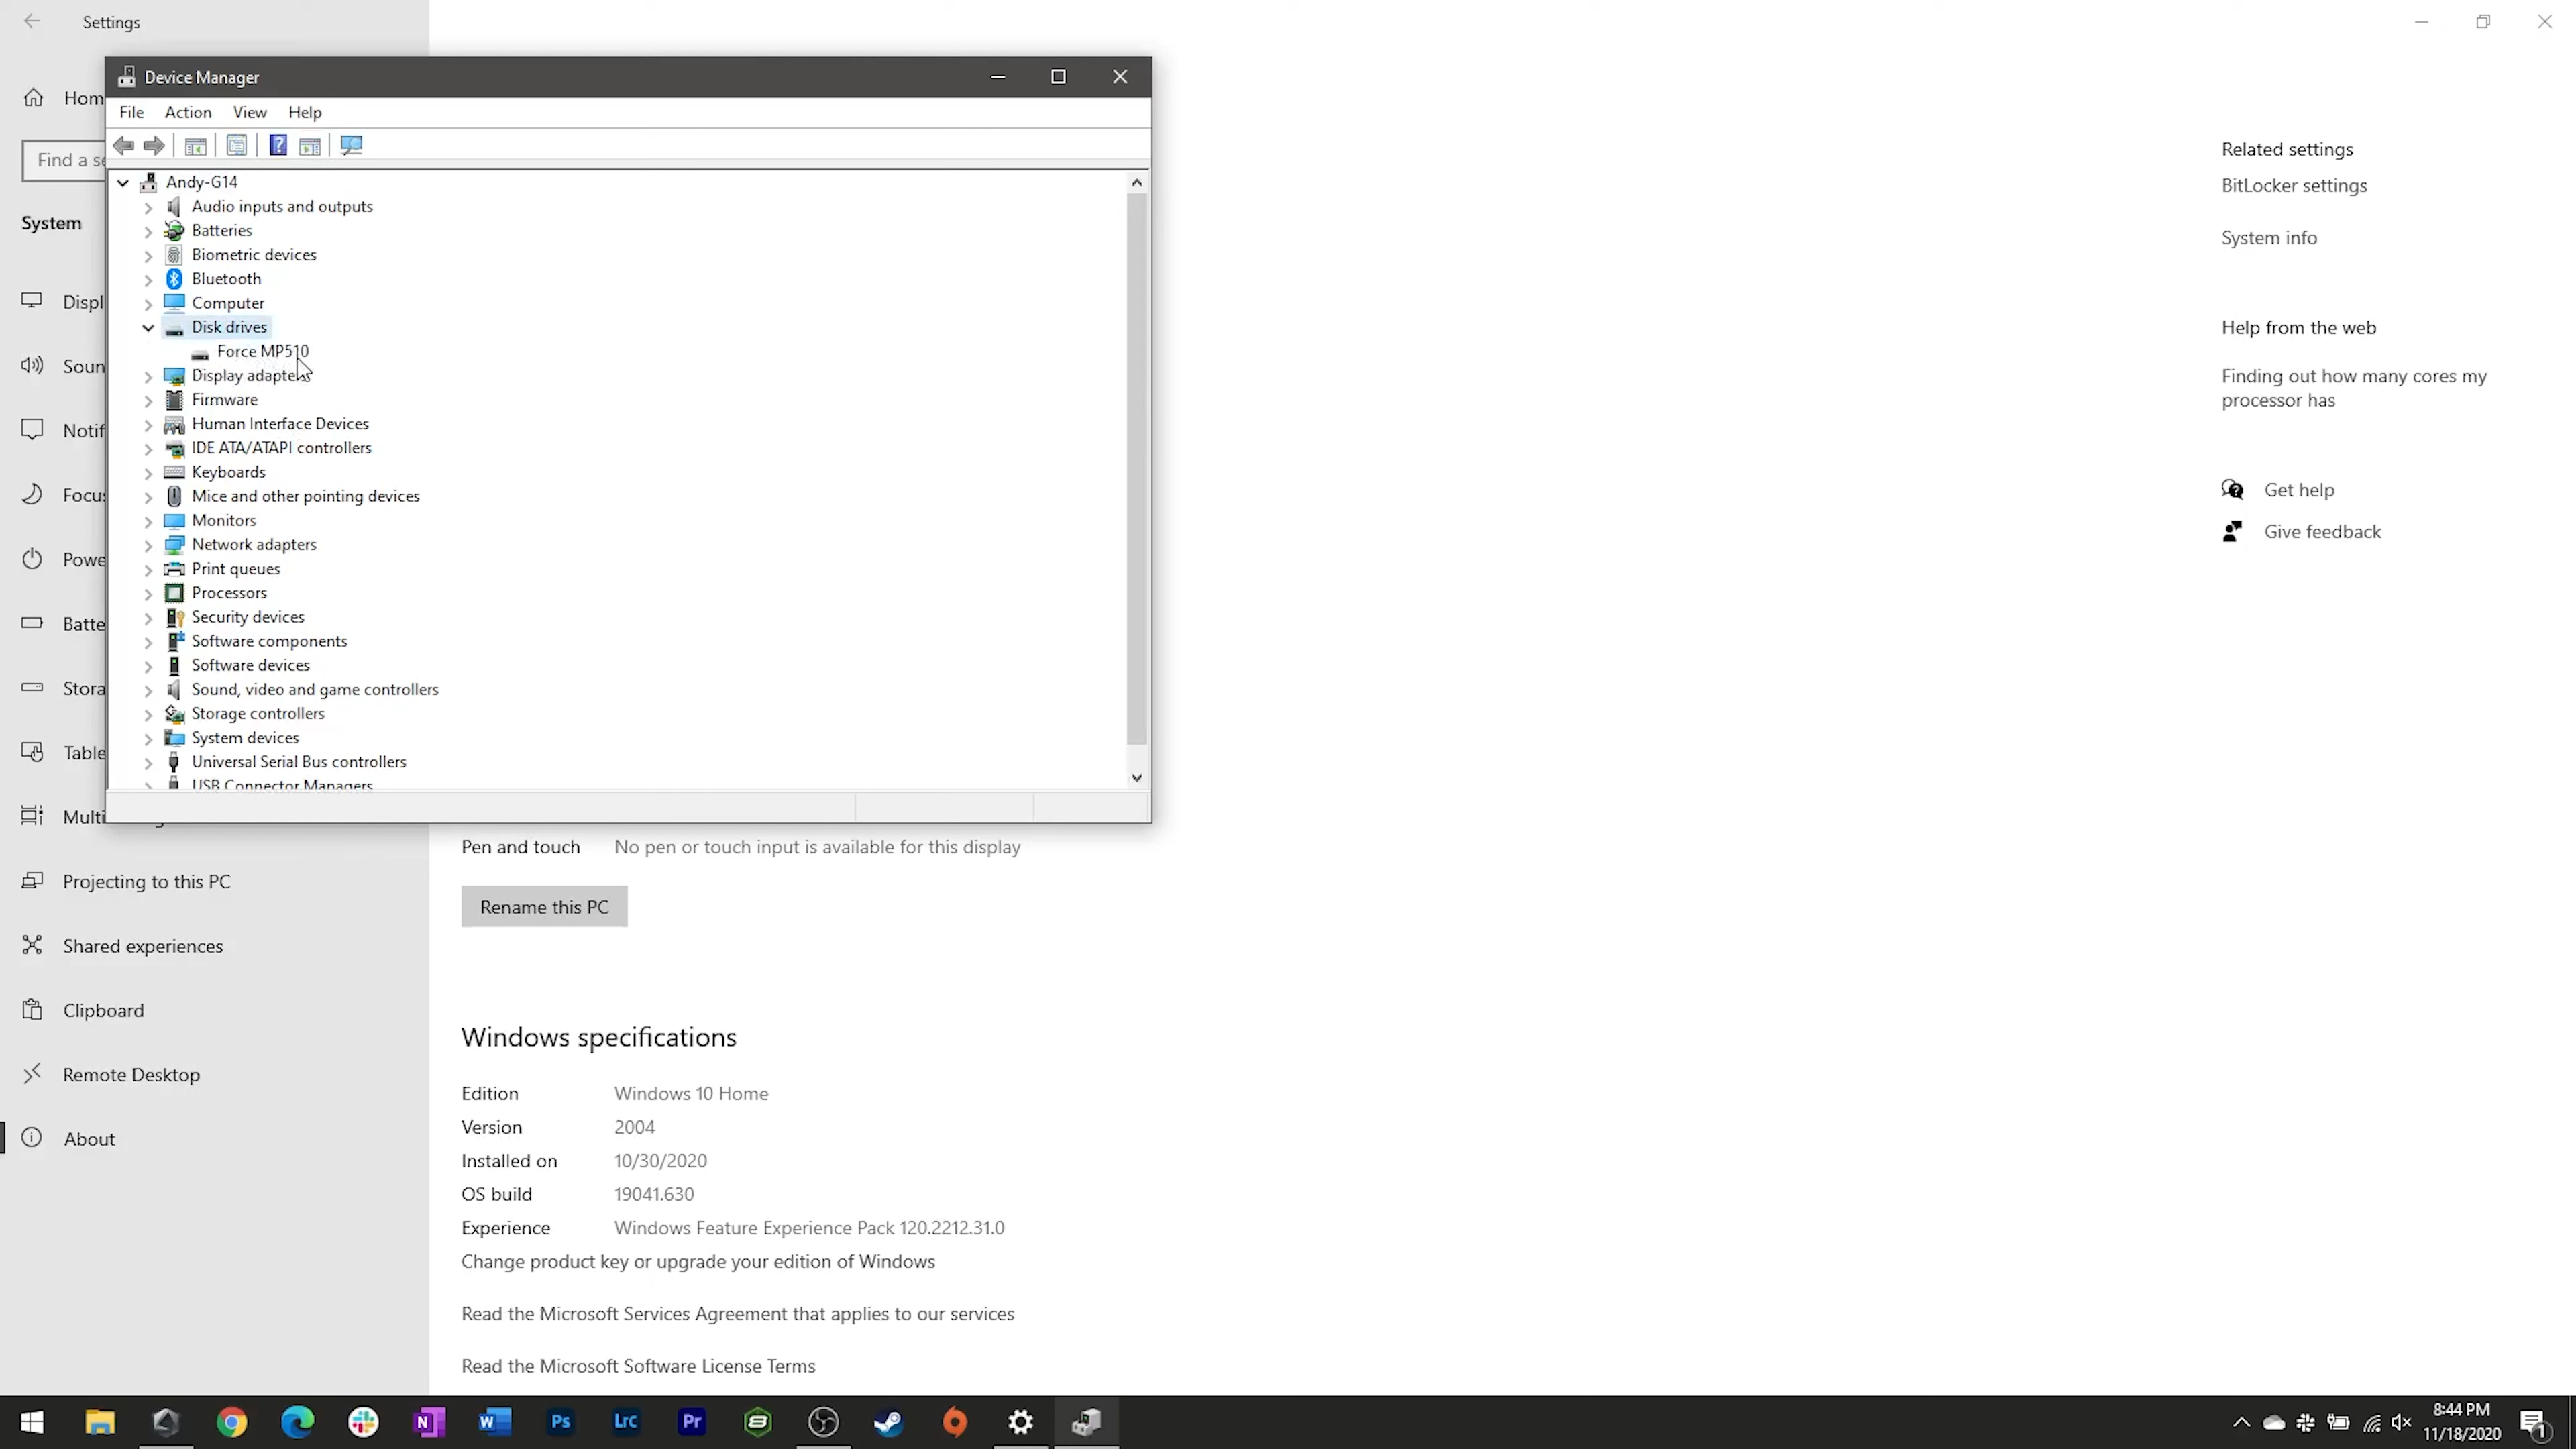 Settings
Hom
Find a se
System
Displ
Soun
Notif
Focus
Powe
Batte
Stora
Table
Multi
Projecting to this PC
Shared experiences
Clipboard
Remote Desktop
About
Device Manager
File Action View Help
Andy-G14
Audio inputs and outputs
Batteries
Biometric devices
Bluetooth
Computer
Disk drives
Force MP510
Display adapters
Firmware
Human Interface Devices
IDE ATA/ATAPI controllers
Keyboards
Mice and other pointing devices
Monitors
Network adapters
Print queues
Processors
Security devices
Software components
Software devices
Sound, video and game controllers
Storage controllers
System devices
Universal Serial Bus controllers
USB Connector Managers
Pen and touch No pen or touch input is available for this display
Rename this PC
Windows specifications
Edition Windows 10 Home
Version 2004
Installed on 10/30/2020
OS build 19041.630
Experience Windows Feature Experience Pack 120.2212.31.0
Change product key or upgrade your edition of Windows
Read the Microsoft Services Agreement that applies to our services
Read the Microsoft Software License Terms
Related settings
BitLocker settings
System info
Help from the web
Finding out how many cores my
processor has
Get help
Give feedback
N W Ps Lrc Pr
8:44 PM
11/18/2020
1